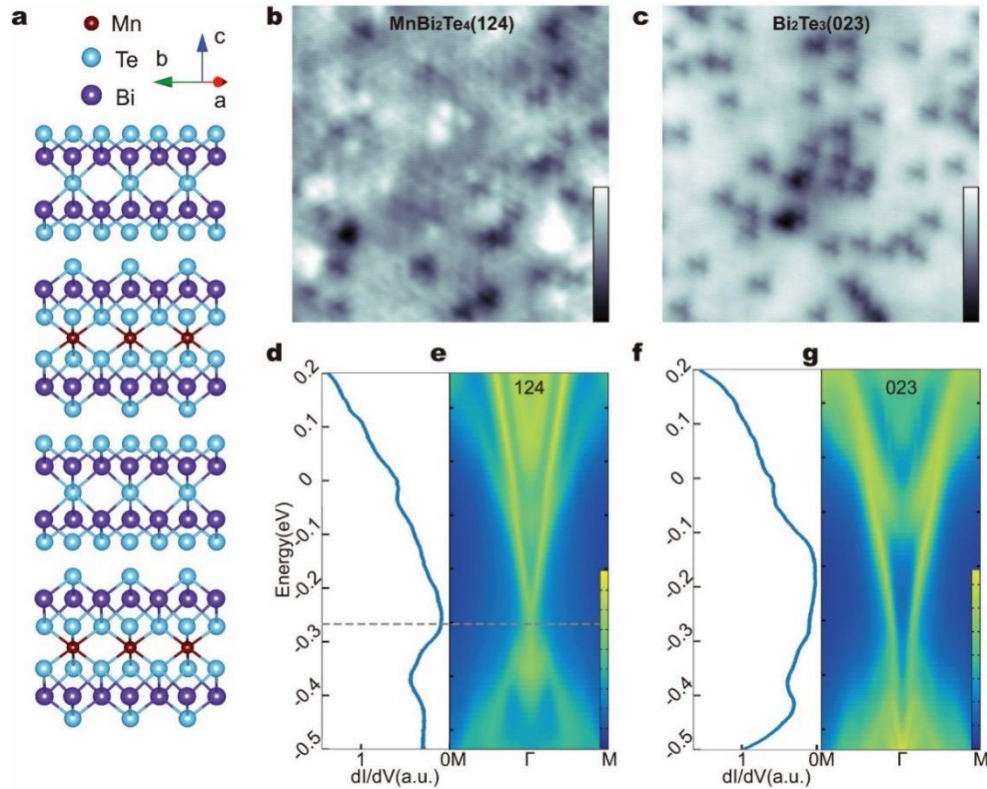 a
Mn
Te
Bi
c
b
a
b
MnBi₂Te₄(124)
c
Bi₂Te₃(023)
d
e
Energy(eV)
0.2
0.1
0
-0.1
-0.2
-0.3
-0.4
-0.5
1
0
dI/dV(a.u.)
124
M
Γ
M
f
g
0.2
0.1
0
-0.1
-0.2
-0.3
-0.4
-0.5
1
0
dI/dV(a.u.)
023
M
Γ
M